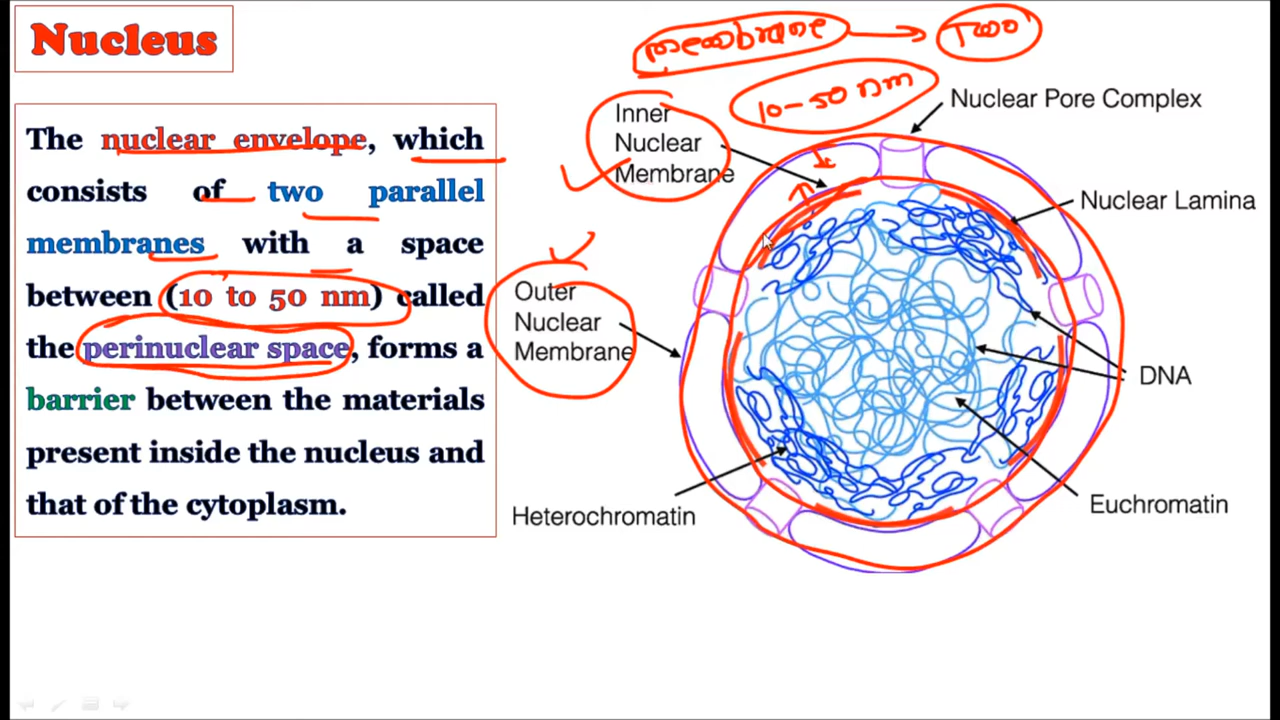 Nucleus
The nuclear envelope, which
consists of two parallel
membranes with a space
between (10 to 50 nm) called
the perinuclear space, forms a
barrier between the materials
present inside the nucleus and
that of the cytoplasm.
membrane → Two
10-50 nm
Inner
Nuclear
Membrane
Nuclear Pore Complex
Nuclear Lamina
Outer
Nuclear
Membrane
DNA
Heterochromatin
Euchromatin